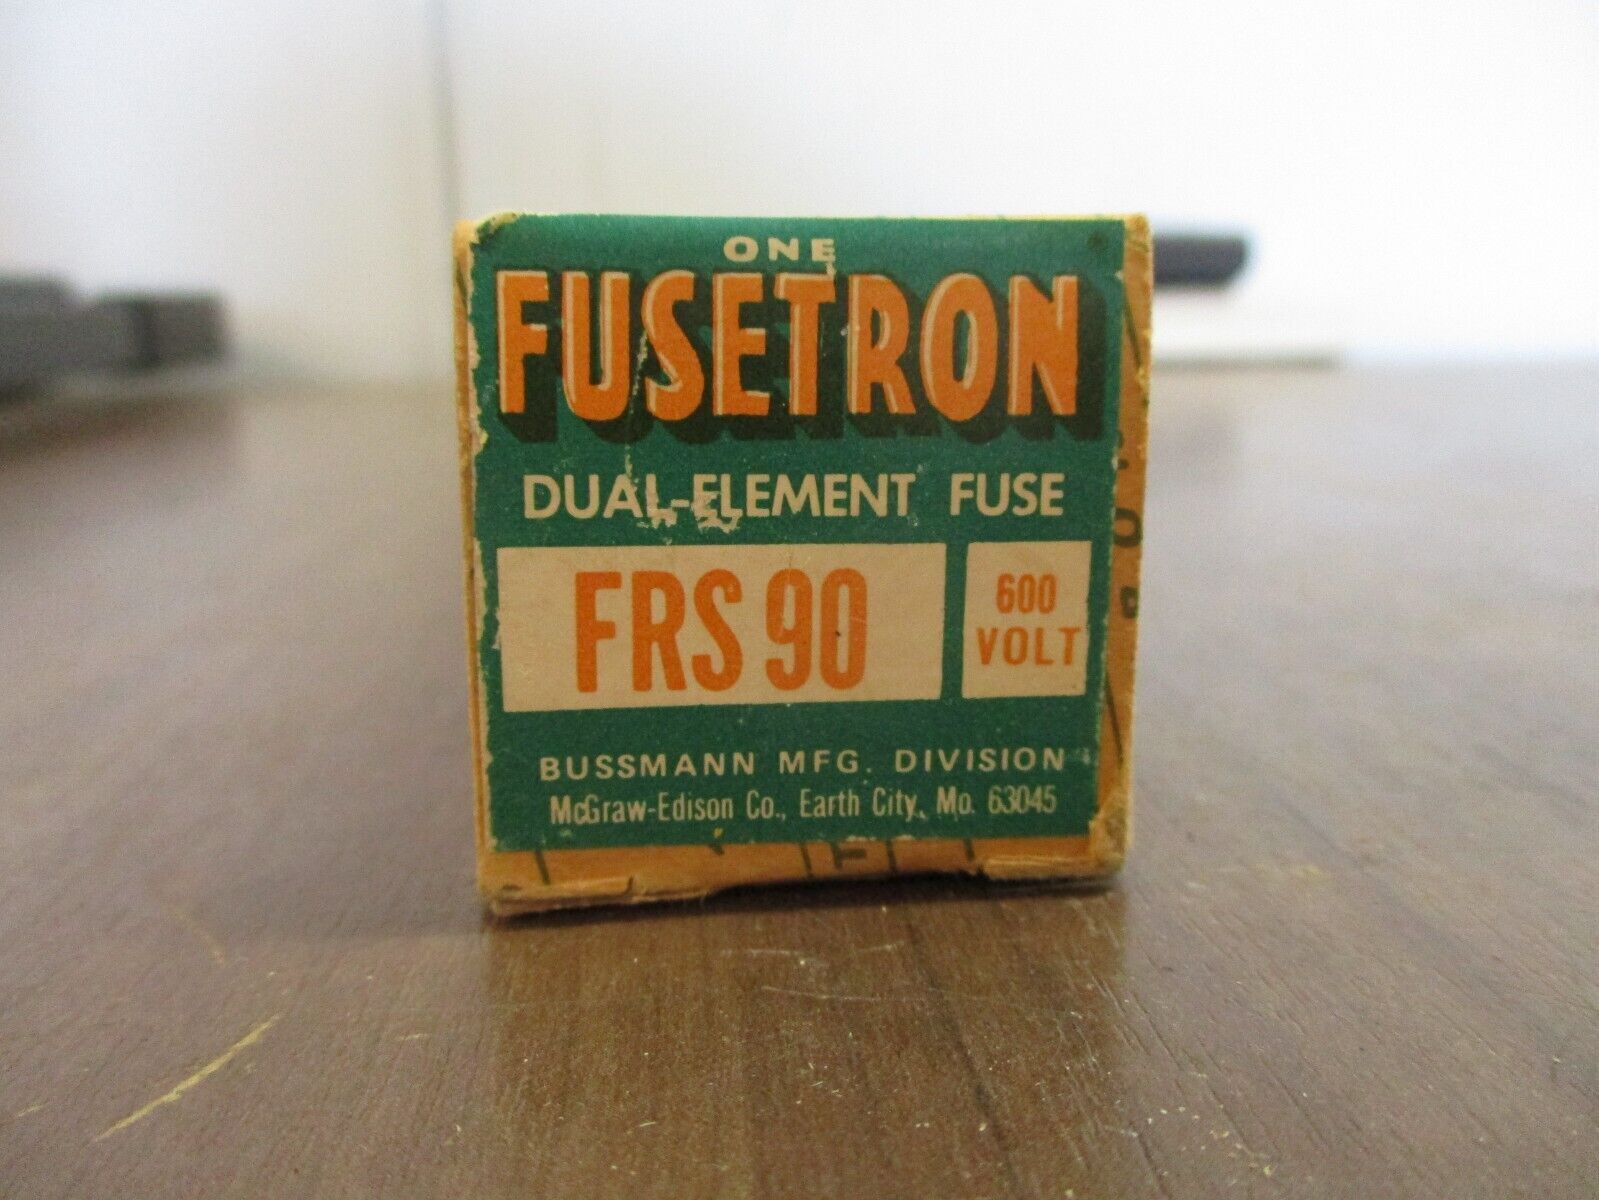 ONE
FUSETRON
DUAL-ELEMENT FUSE
FRS 90
600
VOLT
BUSSMANN MFG. DIVISION
McGraw-Edison Co., Earth City, Mo. 63045